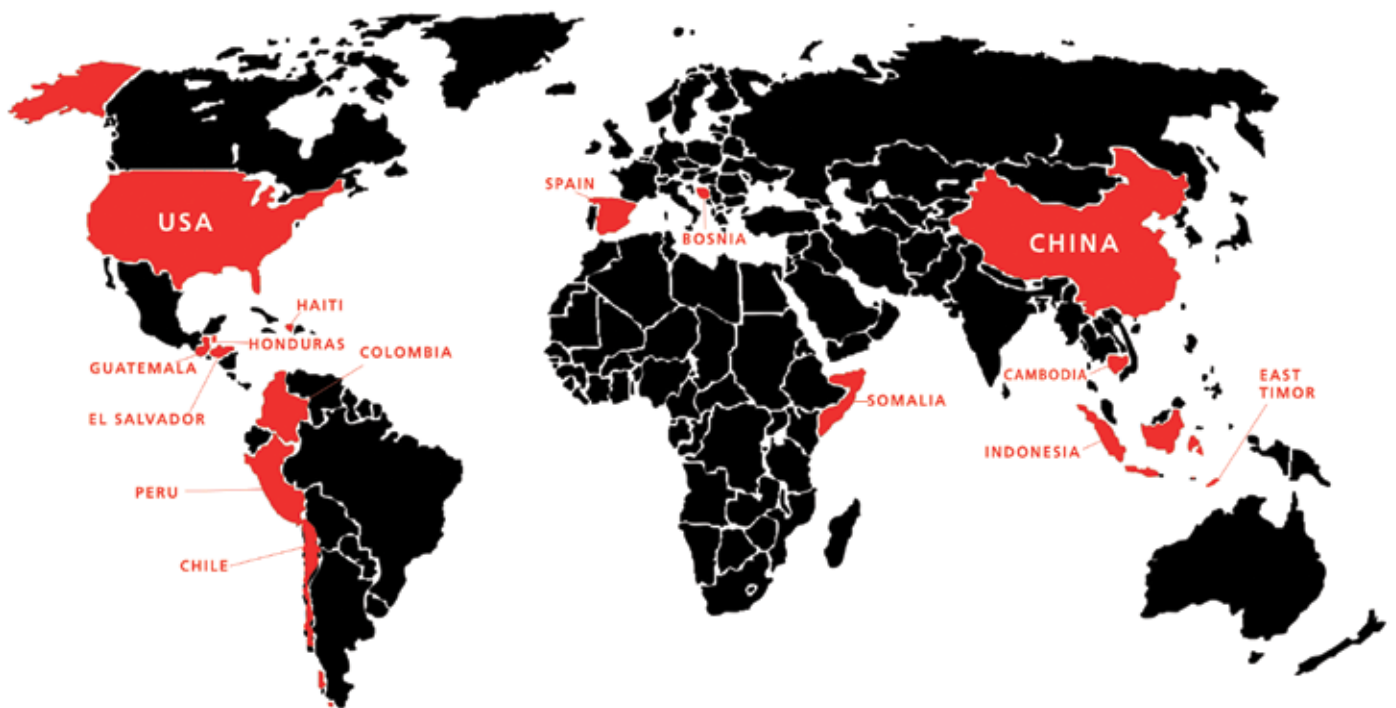 USA
SPAIN
BOSNIA
CHINA
HAITI
HONDURAS
COLOMBIA
GUATEMALA
EL SALVADOR
CAMBODIA
EAST
TIMOR
SOMALIA
INDONESIA
PERU
CHILE